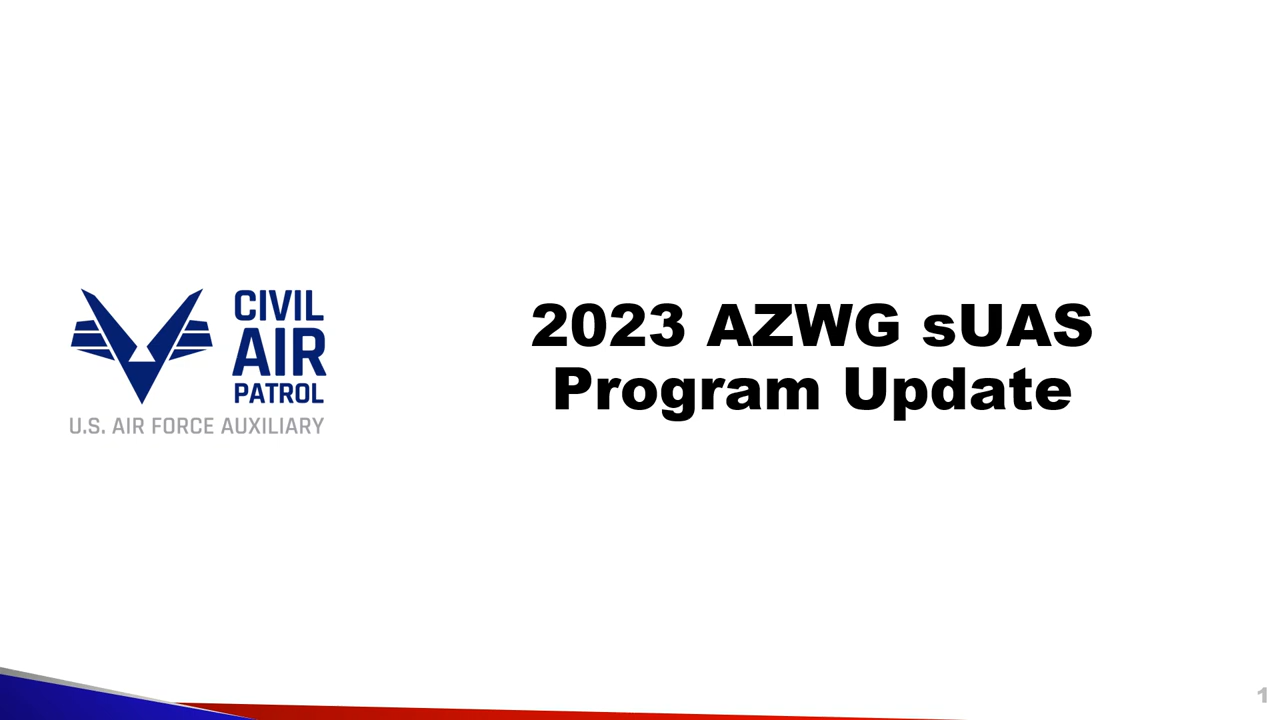 CIVIL
AIR
PATROL
U.S. AIR FORCE AUXILIARY
2023 AZWG sUAS
Program Update
1